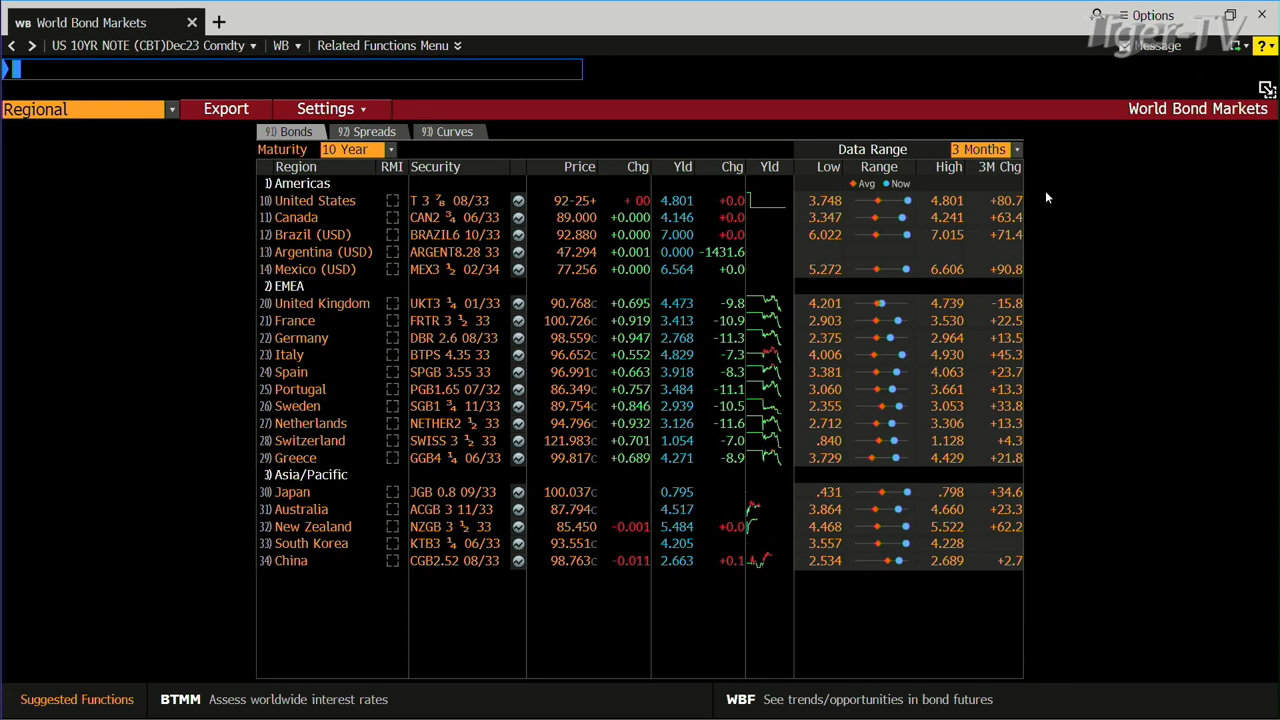 WB World Bond Markets × +
Options
Tiger-TV
< > US 10YR NOTE (CBT)Dec23 Comdty WB Related Functions Menu Message ?
Regional Export Settings World Bond Markets
91) Bonds 92) Spreads 93) Curves
Maturity 10 Year Data Range 3 Months
Region RMI Security Price Chg Yld Chg Yld Low Range High 3M Chg
1) Americas Avg Now
10) United States T 3 ⅞ 08/33 92-25+ + 00 4.801 +0.0 3.748 4.801 +80.7
11) Canada CAN2 ¾ 06/33 89.000 +0.000 4.146 +0.0 3.347 4.241 +63.4
12) Brazil (USD) BRAZIL6 10/33 92.880 +0.000 7.000 +0.0 6.022 7.015 +71.4
13) Argentina (USD) ARGENT8.28 33 47.294 +0.001 0.000 -1431.6
14) Mexico (USD) MEX3 ½ 02/34 77.256 +0.000 6.564 +0.0 5.272 6.606 +90.8
2) EMEA
20) United Kingdom UKT3 ¼ 01/33 90.768C +0.695 4.473 -9.8 4.201 4.739 -15.8
21) France FRTR 3 ½ 33 100.726C +0.919 3.413 -10.9 2.903 3.530 +22.5
22) Germany DBR 2.6 08/33 98.559C +0.947 2.768 -11.3 2.375 2.964 +13.5
23) Italy BTPS 4.35 33 96.652C +0.552 4.829 -7.3 4.006 4.930 +45.3
24) Spain SPGB 3.55 33 96.991C +0.663 3.918 -8.3 3.381 4.063 +23.7
25) Portugal PGB1.65 07/32 86.349C +0.757 3.484 -11.1 3.060 3.661 +13.3
26) Sweden SGB1 ¾ 11/33 89.754C +0.846 2.939 -10.5 2.355 3.053 +33.8
27) Netherlands NETHER2 ½ 33 94.796C +0.932 3.126 -11.6 2.712 3.306 +13.3
28) Switzerland SWISS 3 ½ 33 121.983C +0.701 1.054 -7.0 .840 1.128 +4.3
29) Greece GGB4 ¼ 06/33 99.817C +0.689 4.271 -8.9 3.729 4.429 +21.8
3) Asia/Pacific
30) Japan JGB 0.8 09/33 100.037C 0.795 .431 .798 +34.6
31) Australia ACGB 3 11/33 87.794C 4.517 3.864 4.660 +23.3
32) New Zealand NZGB 3 ½ 33 85.450 -0.001 5.484 +0.0 4.468 5.522 +62.2
33) South Korea KTB3 ¼ 06/33 93.551C 4.205 3.557 4.228
34) China CGB2.52 08/33 98.763C -0.011 2.663 +0.1 2.534 2.689 +2.7
Suggested Functions BTMM Assess worldwide interest rates WBF See trends/opportunities in bond futures